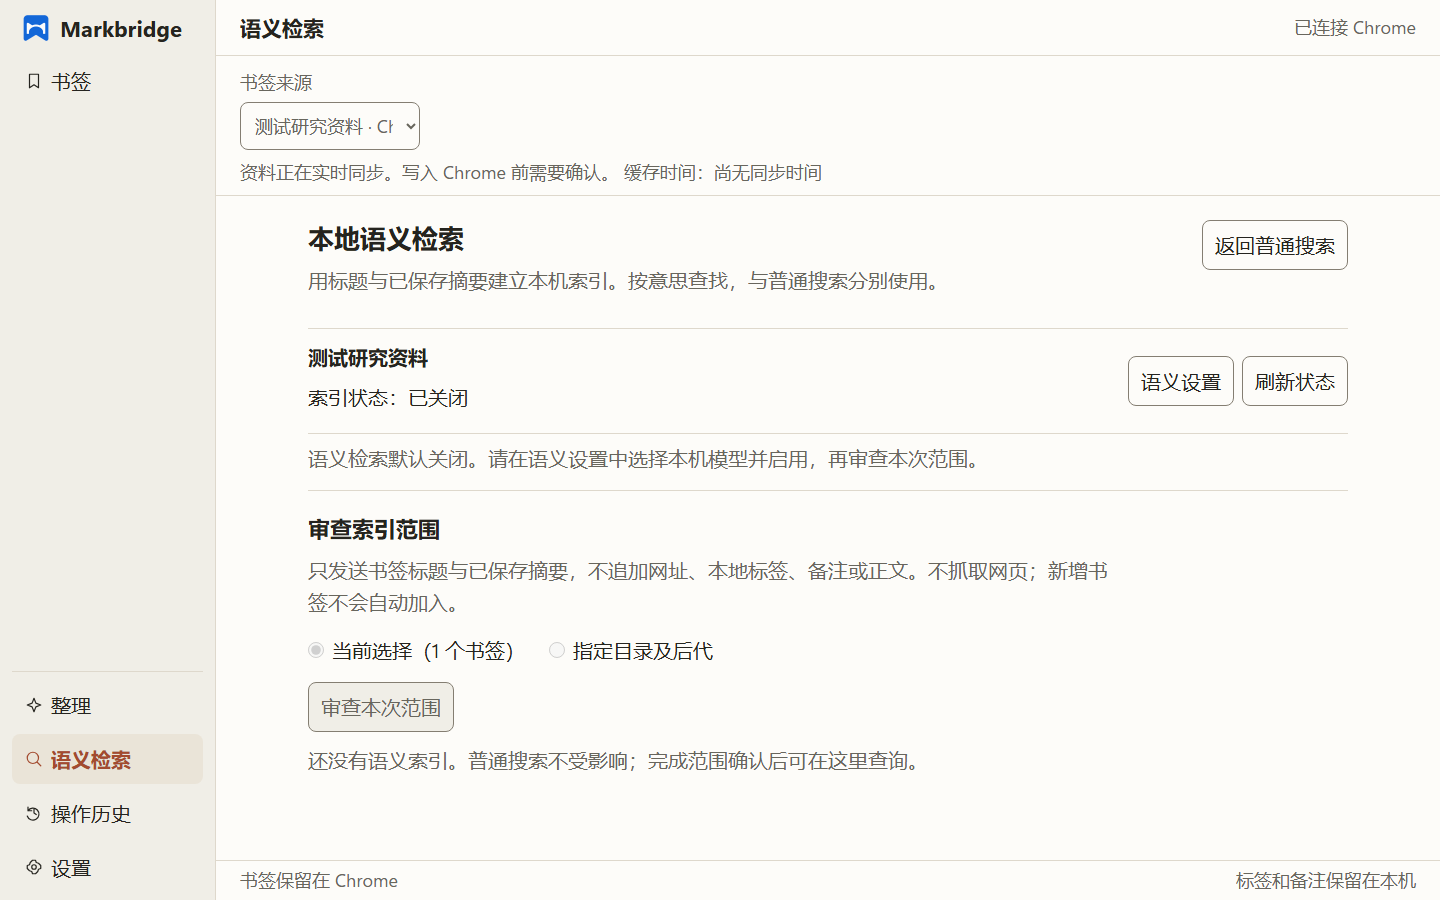 Markbridge
书签
整理
语义检索
操作历史
设置
语义检索
已连接 Chrome
书签来源
测试研究资料 · Ch
资料正在实时同步。写入 Chrome 前需要确认。 缓存时间：尚无同步时间
本地语义检索
返回普通搜索
用标题与已保存摘要建立本机索引。按意思查找，与普通搜索分别使用。
测试研究资料
索引状态：已关闭
语义设置
刷新状态
语义检索默认关闭。请在语义设置中选择本机模型并启用，再审查本次范围。
审查索引范围
只发送书签标题与已保存摘要，不追加网址、本地标签、备注或正文。不抓取网页；新增书
签不会自动加入。
当前选择（1 个书签）
指定目录及后代
审查本次范围
还没有语义索引。普通搜索不受影响；完成范围确认后可在这里查询。
书签保留在 Chrome
标签和备注保留在本机